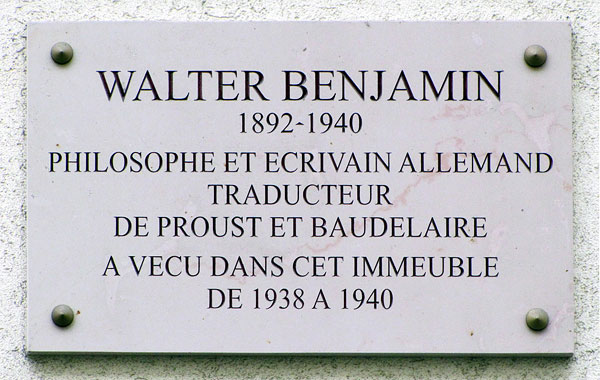 WALTER BENJAMIN
1892-1940
PHILOSOPHE ET ECRIVAIN ALLEMAND
TRADUCTEUR
DE PROUST ET BAUDELAIRE
A VECU DANS CET IMMEUBLE
DE 1938 A 1940